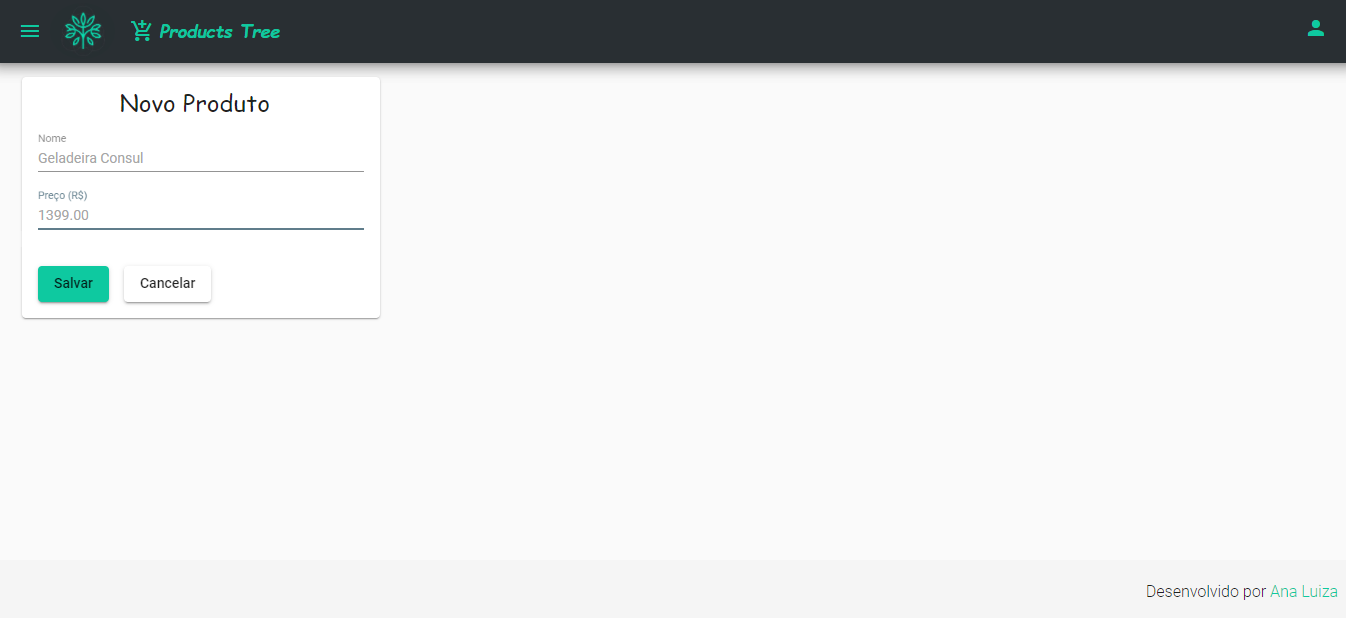 Products Tree
Novo Produto
Nome
Geladeira Consul
Preço (R$)
1399.00
Salvar Cancelar
Desenvolvido por Ana Luiza